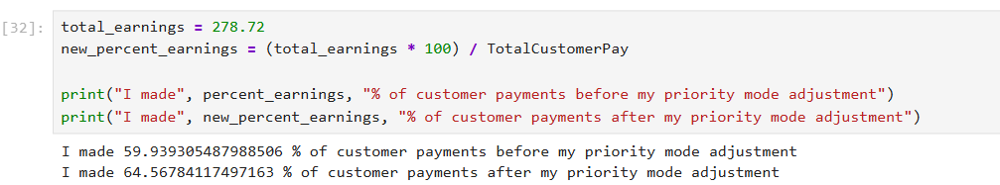 [32]:
total_earnings = 278.72
new_percent_earnings = (total_earnings * 100) / TotalCustomerPay
print("I made", percent_earnings, "% of customer payments before my priority mode adjustment")
print("I made", new_percent_earnings, "% of customer payments after my priority mode adjustment")
I made 59.939305487988506 % of customer payments before my priority mode adjustment
I made 64.56784117497163 % of customer payments after my priority mode adjustment